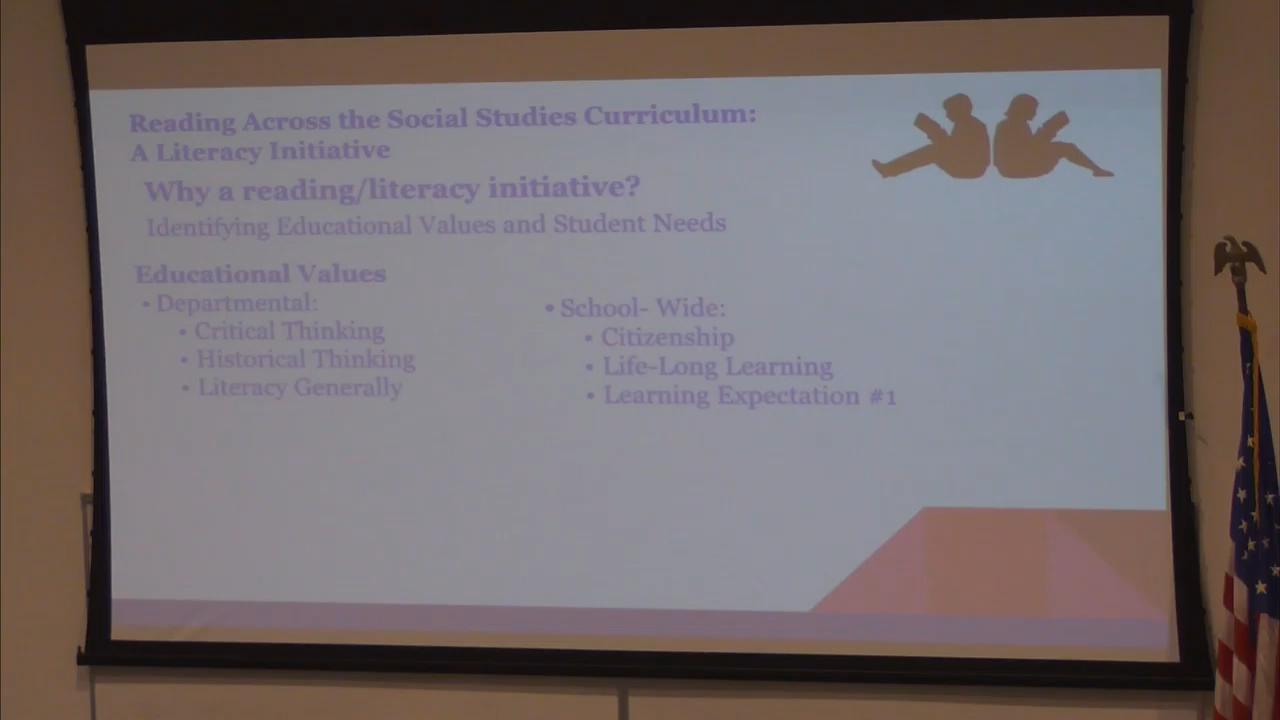 Reading Across the Social Studies Curriculum:
A Literacy Initiative
Why a reading/literacy initiative?
Identifying Educational Values and Student Needs
Educational Values
• Departmental:
• Critical Thinking
• Historical Thinking
• Literacy Generally
• School- Wide:
• Citizenship
• Life-Long Learning
• Learning Expectation #1